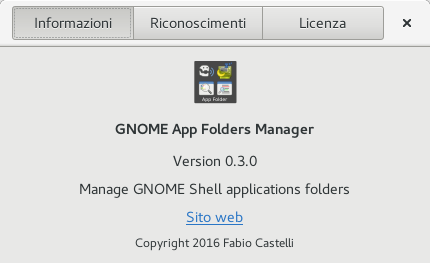 Informazioni Riconoscimenti Licenza ×
App Folder
GNOME App Folders Manager
Version 0.3.0
Manage GNOME Shell applications folders
Sito web
Copyright 2016 Fabio Castelli